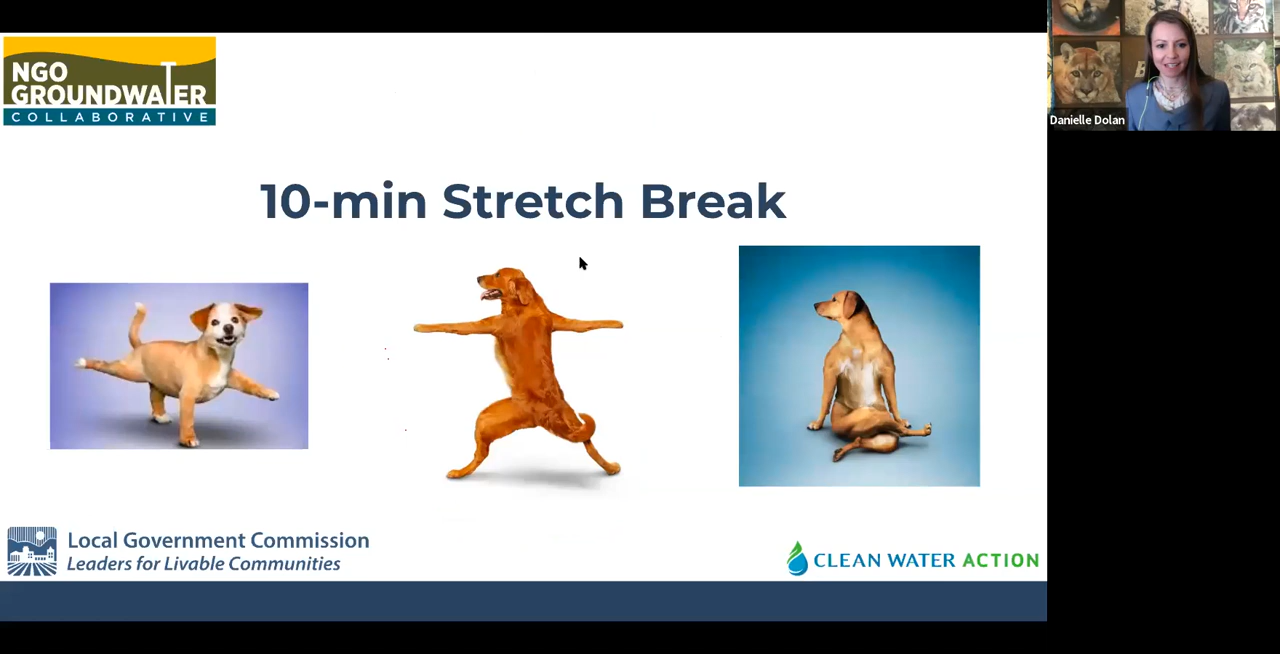 NGO
GROUNDWATER
COLLABORATIVE
Danielle Dolan
10-min Stretch Break
Local Government Commission
Leaders for Livable Communities
CLEAN WATER ACTION